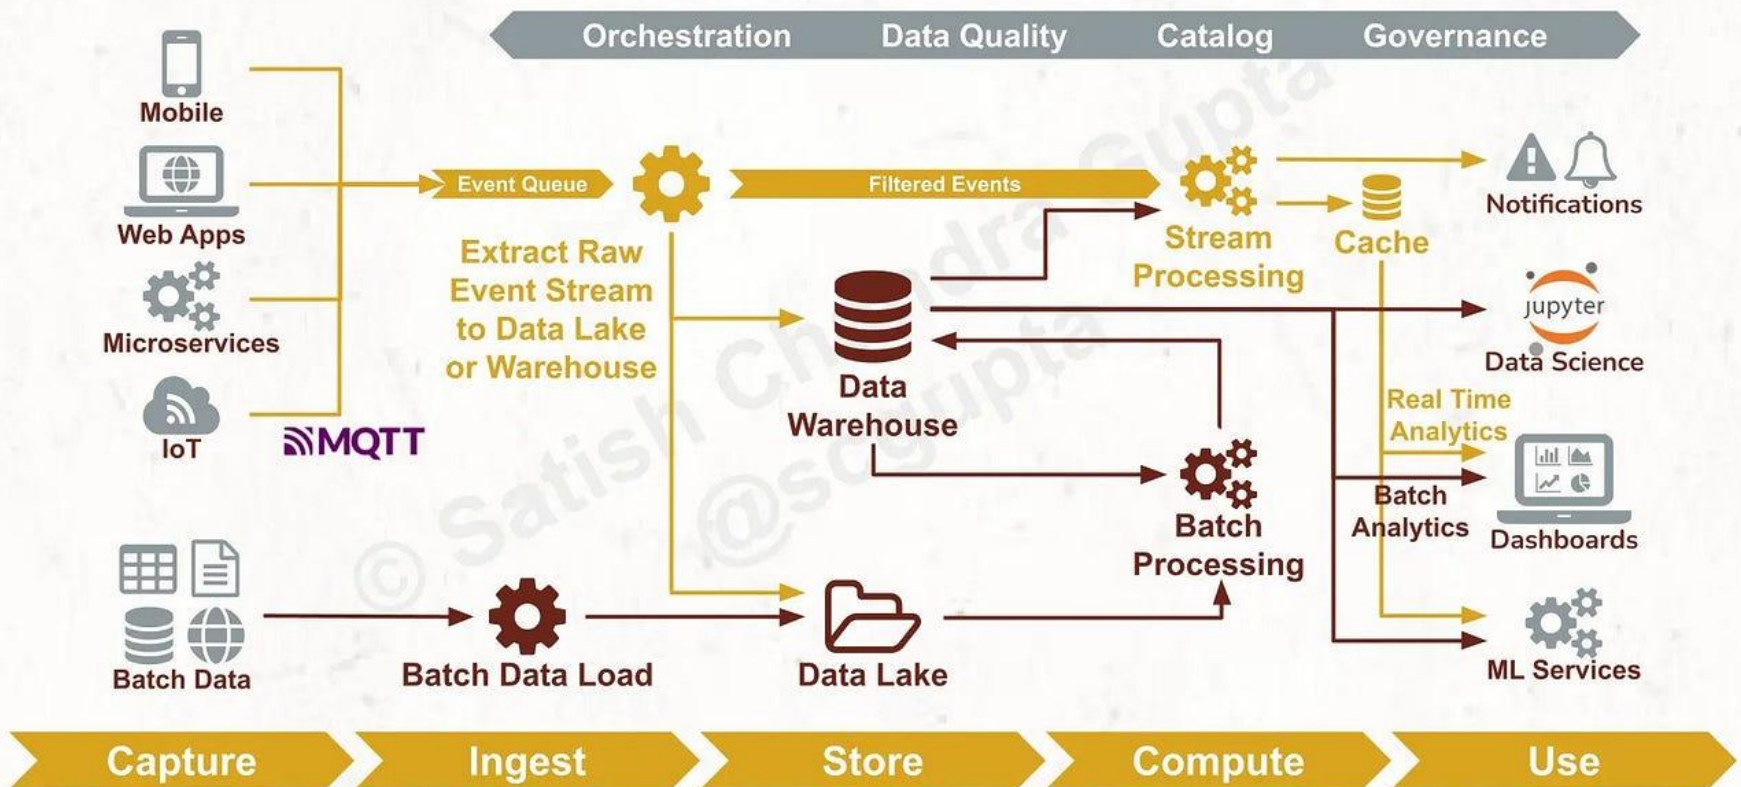 Orchestration Data Quality Catalog Governance
Mobile
Web Apps
Microservices
IoT
MQTT
Batch Data
Event Queue
Extract Raw
Event Stream
to Data Lake
or Warehouse
Batch Data Load
Filtered Events
Data
Warehouse
Data Lake
Stream
Processing
Cache
Batch
Processing
Notifications
jupyter
Data Science
Real Time
Analytics
Batch
Analytics
Dashboards
ML Services
© Satish Chandra Gupta
@scgupta
Capture
Ingest
Store
Compute
Use